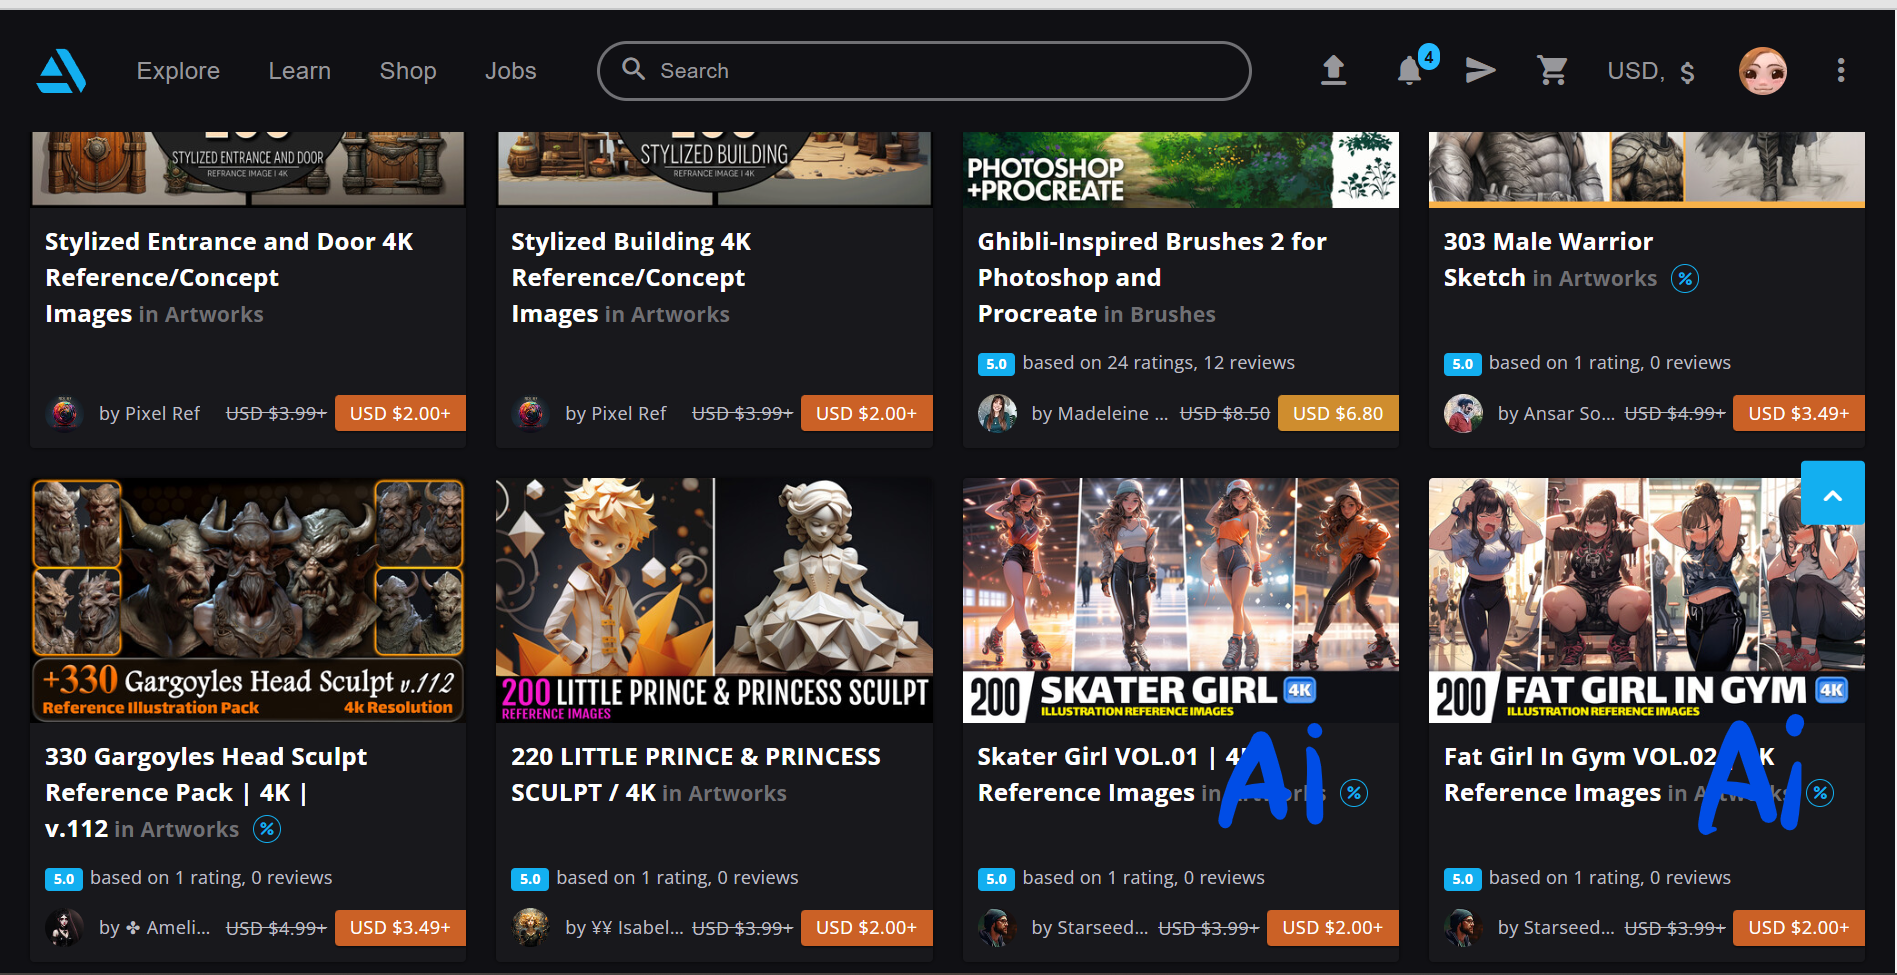 Explore Learn Shop Jobs Search 4 USD, $
STYLIZED ENTRANCE AND DOOR
REFRANCE IMAGE | 4K
STYLIZED BUILDING
REFRANCE IMAGE | 4K
PHOTOSHOP
+PROCREATE
Stylized Entrance and Door 4K
Reference/Concept
Images in Artworks
by Pixel Ref USD $3.99+ USD $2.00+
Stylized Building 4K
Reference/Concept
Images in Artworks
by Pixel Ref USD $3.99+ USD $2.00+
Ghibli-Inspired Brushes 2 for
Photoshop and
Procreate in Brushes
5.0 based on 24 ratings, 12 reviews
by Madeleine ... USD $8.50 USD $6.80
303 Male Warrior
Sketch in Artworks %
5.0 based on 1 rating, 0 reviews
by Ansar So... USD $4.99+ USD $3.49+
+330 Gargoyles Head Sculpt v.112
Reference Illustration Pack 4k Resolution
330 Gargoyles Head Sculpt
Reference Pack | 4K |
v.112 in Artworks %
5.0 based on 1 rating, 0 reviews
by ✤ Ameli... USD $4.99+ USD $3.49+
200 LITTLE PRINCE & PRINCESS SCULPT
REFERENCE IMAGES
220 LITTLE PRINCE & PRINCESS
SCULPT / 4K in Artworks
5.0 based on 1 rating, 0 reviews
by ¥¥ Isabel... USD $3.99+ USD $2.00+
200 SKATER GIRL 4K
ILLUSTRATION REFERENCE IMAGES
Skater Girl VOL.01 |
Reference Images in
Ai
%
5.0 based on 1 rating, 0 reviews
by Starseed... USD $3.99+ USD $2.00+
200 FAT GIRL IN GYM 4K
ILLUSTRATION REFERENCE IMAGES
Fat Girl In Gym VOL.02
Reference Images in
Ai
%
5.0 based on 1 rating, 0 reviews
by Starseed... USD $3.99+ USD $2.00+